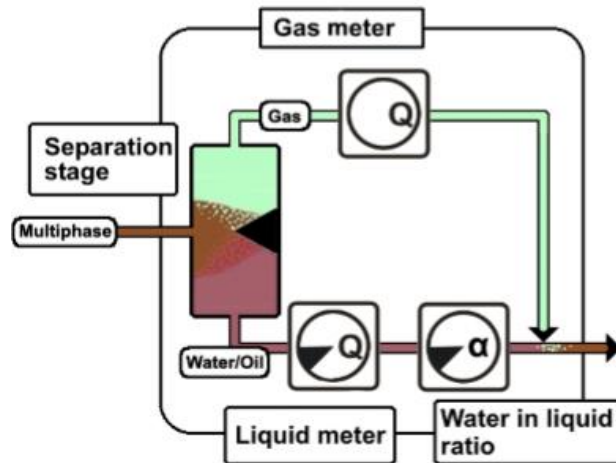 Gas meter
Gas
Q
Separation
stage
Multiphase
Water/Oil
Q
α
Liquid meter
Water in liquid
ratio